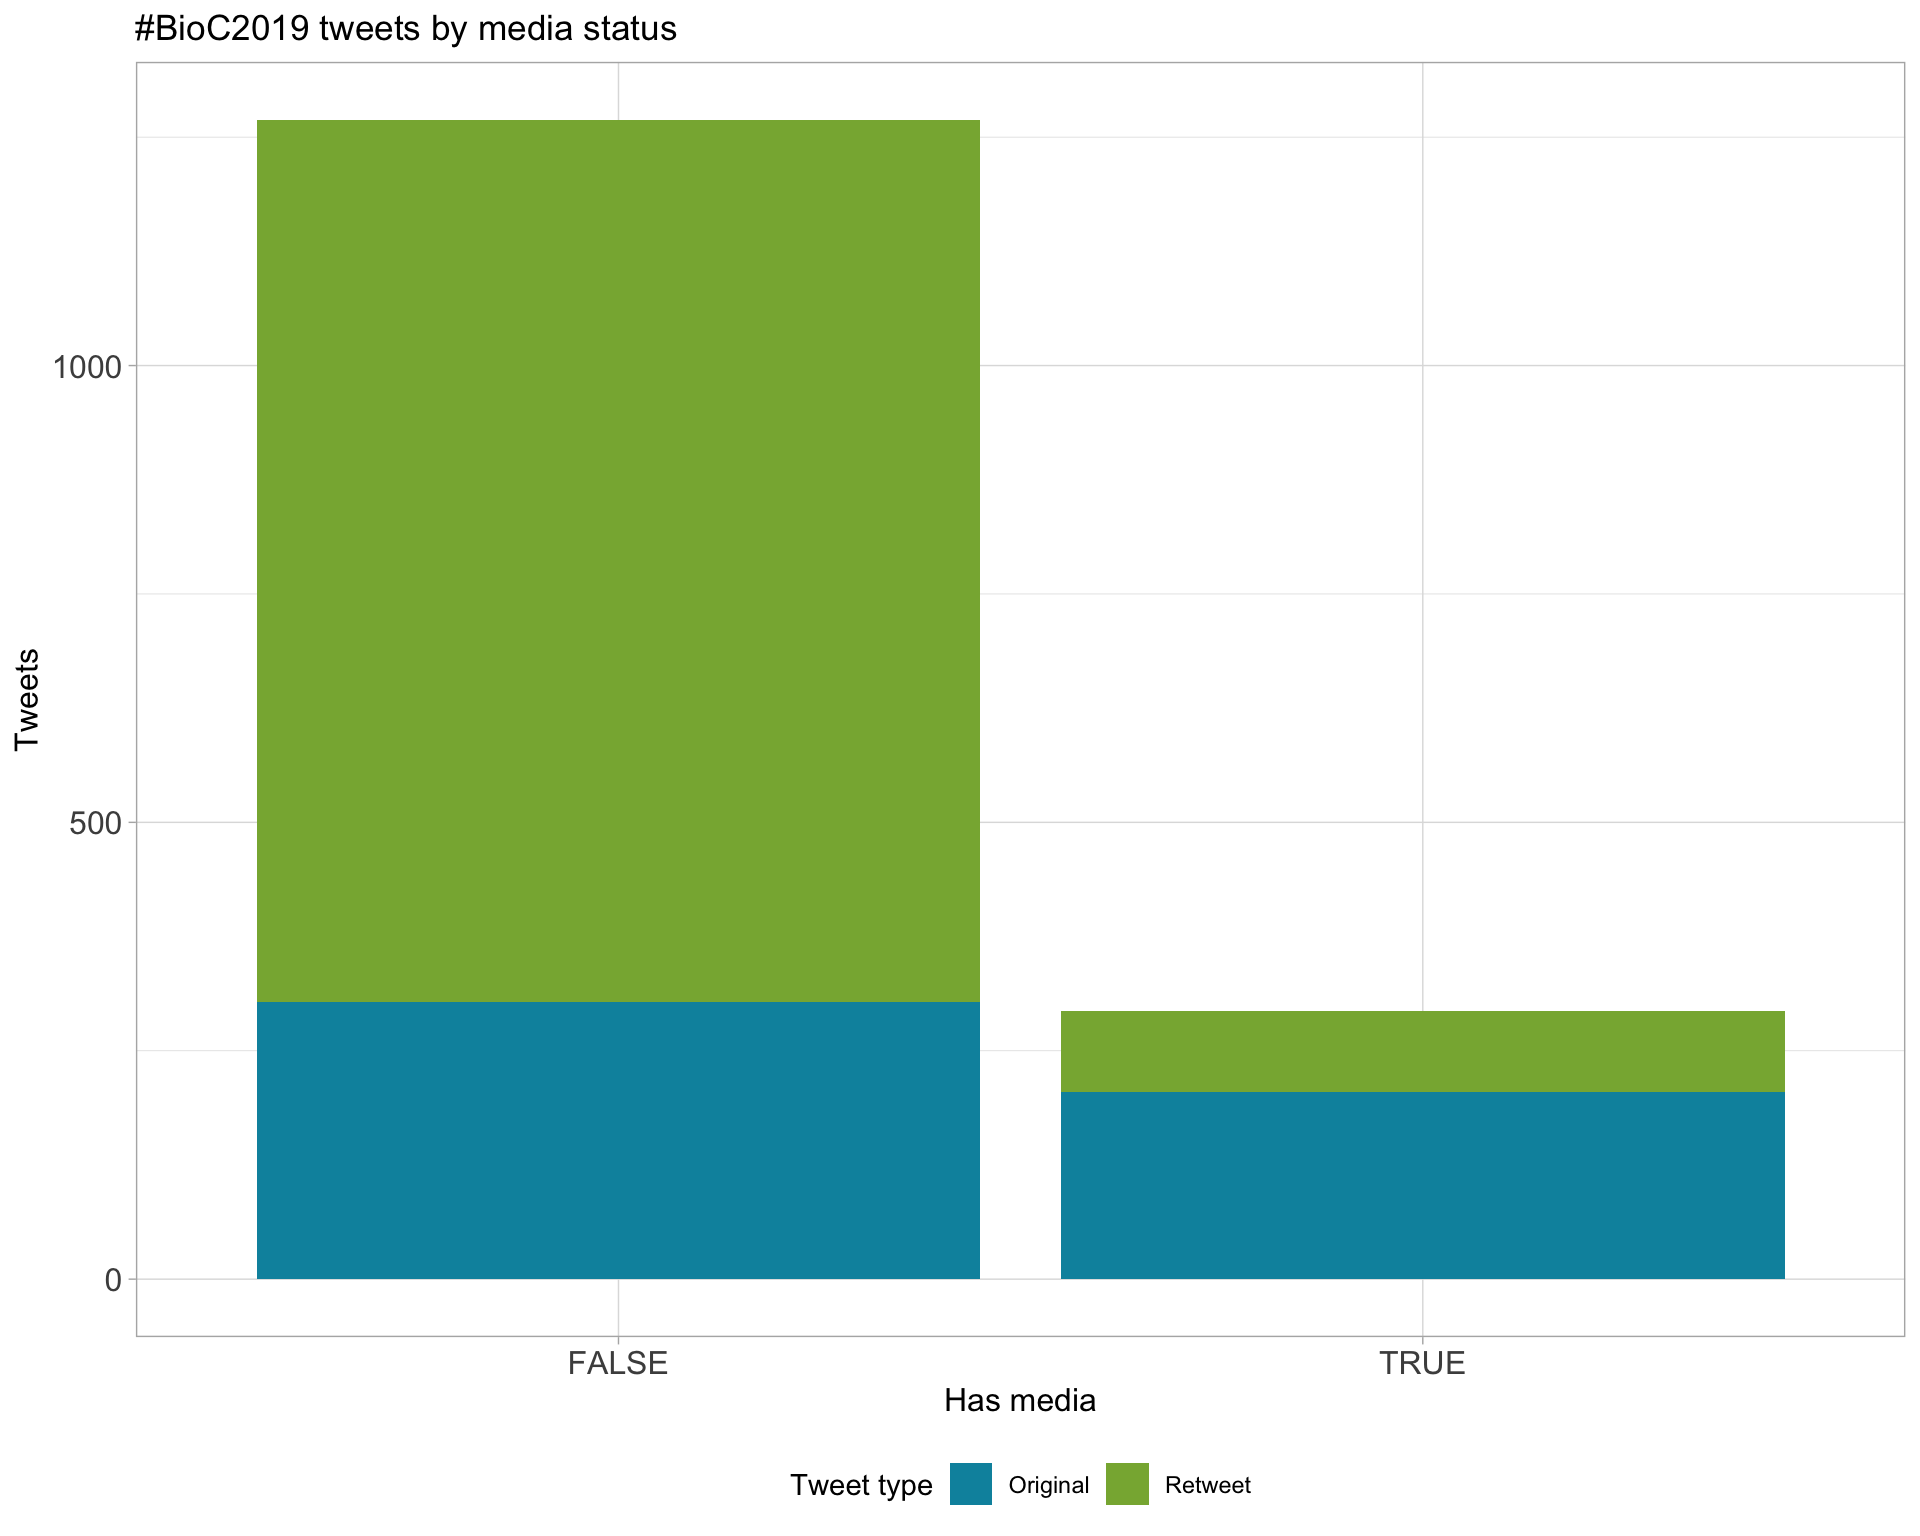 #BioC2019 tweets by media status
Tweets
1000
500
0
FALSE TRUE
Has media
Tweet type Original Retweet